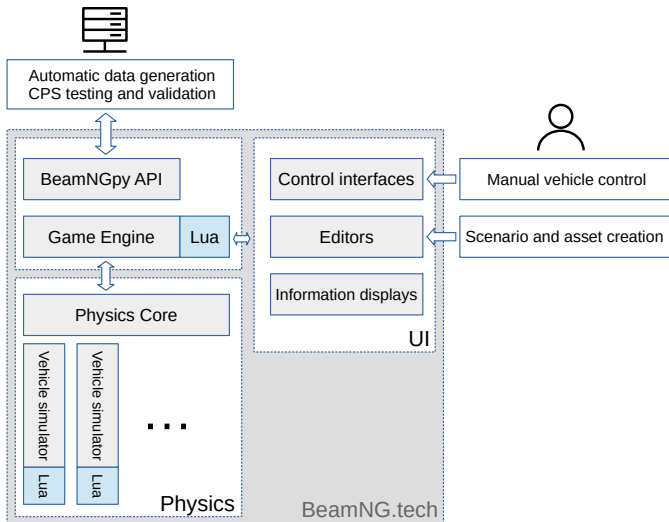 Automatic data generation
CPS testing and validation
BeamNGpy API
Game Engine
Lua
Control interfaces
Editors
Information displays
UI
Manual vehicle control
Scenario and asset creation
Physics Core
Vehicle simulator
Lua
Vehicle simulator
Lua
...
Physics
BeamNG.tech